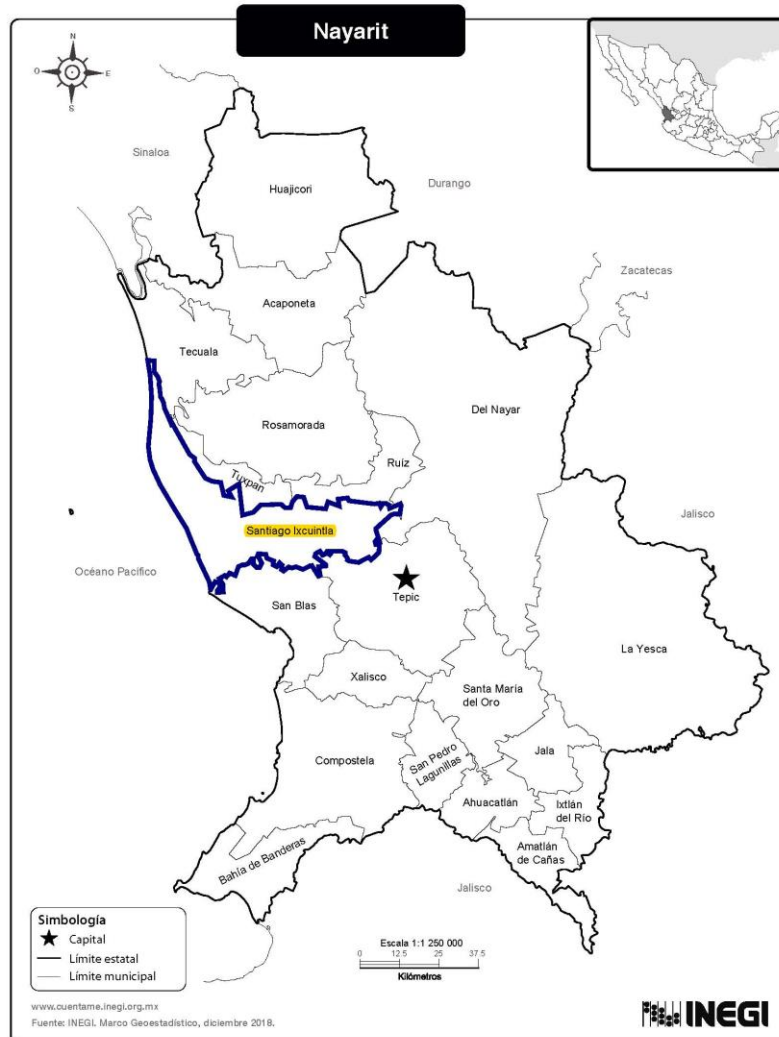 Nayarit
N
O
E
S
Sinaloa
Durango
Zacatecas
Huajicori
Acaponeta
Tecuala
Del Nayar
Rosamorada
Ruíz
Tuxpan
Santiago Ixcuintla
Jalisco
Océano Pacífico
San Blas
Tepic
La Yesca
Xalisco
Santa María
del Oro
Compostela
San Pedro
Lagunillas
Jala
Ahuacatlán
Ixtlán
del Río
Amatlán
de Cañas
Bahía de Banderas
Jalisco
Simbología
Capital
Límite estatal
Límite municipal
Escala 1:1 250 000
0 12.5 25 37.5
Kilómetros
www.cuentame.inegi.org.mx
Fuente: INEGI. Marco Geoestadístico, diciembre 2018.
INEGI